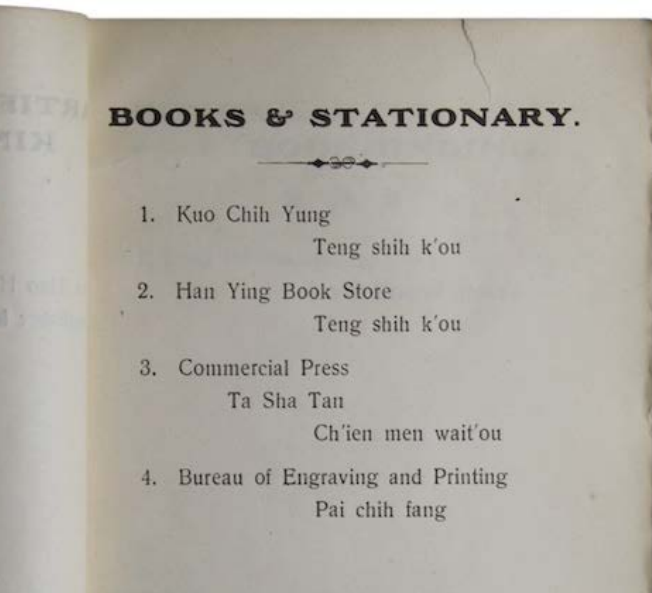 BOOKS & STATIONARY.
1. Kuo Chih Yung
Teng shih k'ou
2. Han Ying Book Store
Teng shih k'ou
3. Commercial Press
Ta Sha Tan
Ch'ien men wait'ou
4. Bureau of Engraving and Printing
Pai chih fang